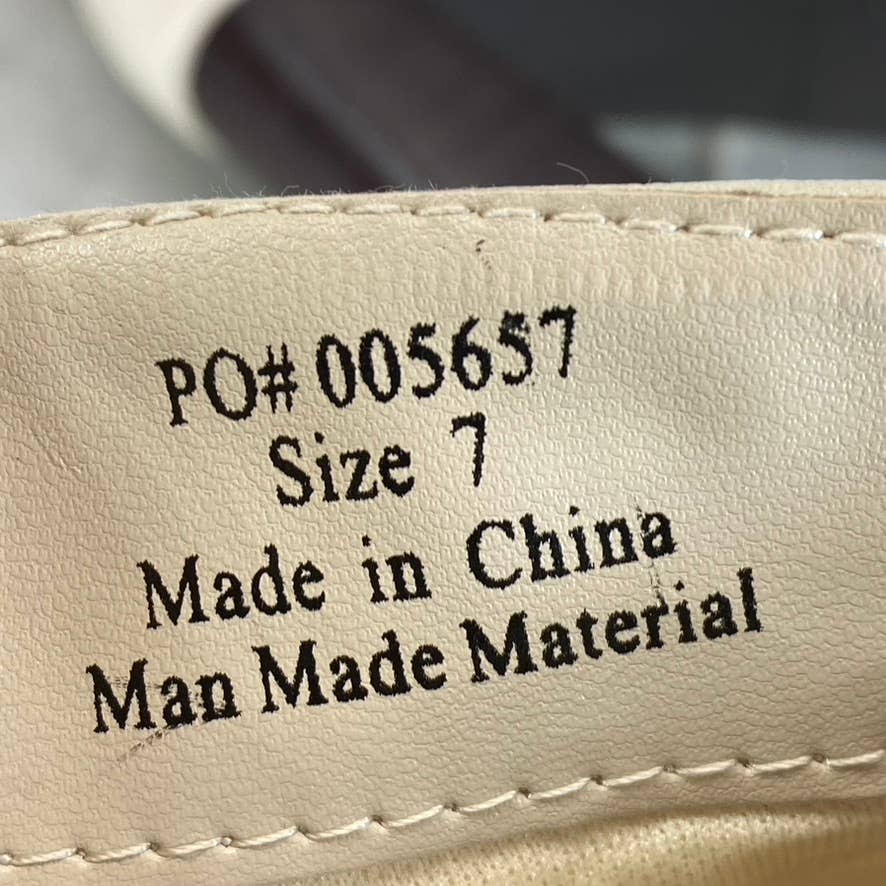 PO# 005657
Size 7
Made in China
Man Made Material